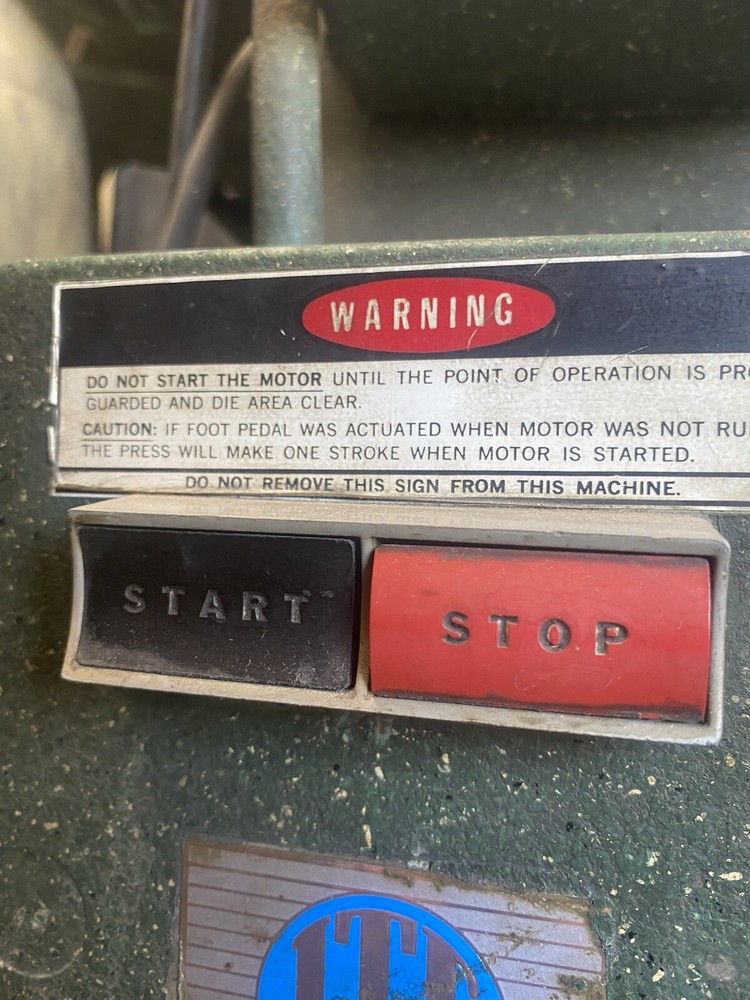 WARNING
DO NOT START THE MOTOR UNTIL THE POINT OF OPERATION IS PRO
GUARDED AND DIE AREA CLEAR.
CAUTION: IF FOOT PEDAL WAS ACTUATED WHEN MOTOR WAS NOT RU
THE PRESS WILL MAKE ONE STROKE WHEN MOTOR IS STARTED.
DO NOT REMOVE THIS SIGN FROM THIS MACHINE.
START STOP